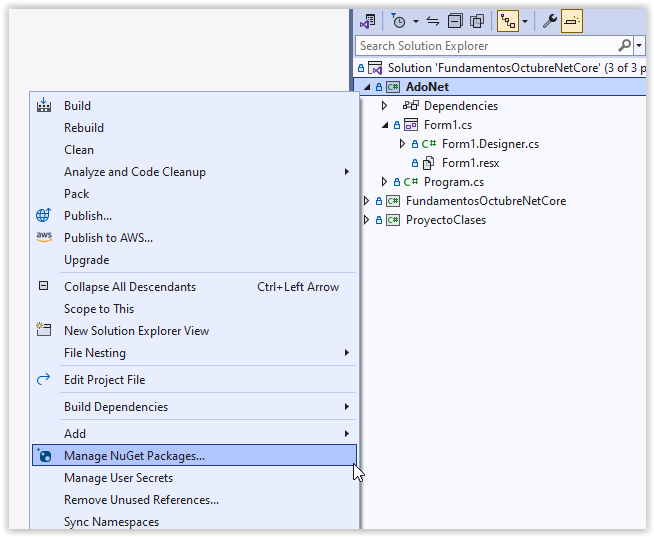 Search Solution Explorer
Solution 'FundamentosOctubreNetCore' (3 of 3 p
C# AdoNet
Dependencies
Form1.cs
C# Form1.Designer.cs
Form1.resx
C# Program.cs
C# FundamentosOctubreNetCore
C# ProyectoClases
Build
Rebuild
Clean
Analyze and Code Cleanup
Pack
Publish...
aws Publish to AWS...
Upgrade
Collapse All Descendants Ctrl+Left Arrow
Scope to This
New Solution Explorer View
File Nesting
Edit Project File
Build Dependencies
Add
Manage NuGet Packages...
Manage User Secrets
Remove Unused References...
Sync Namespaces